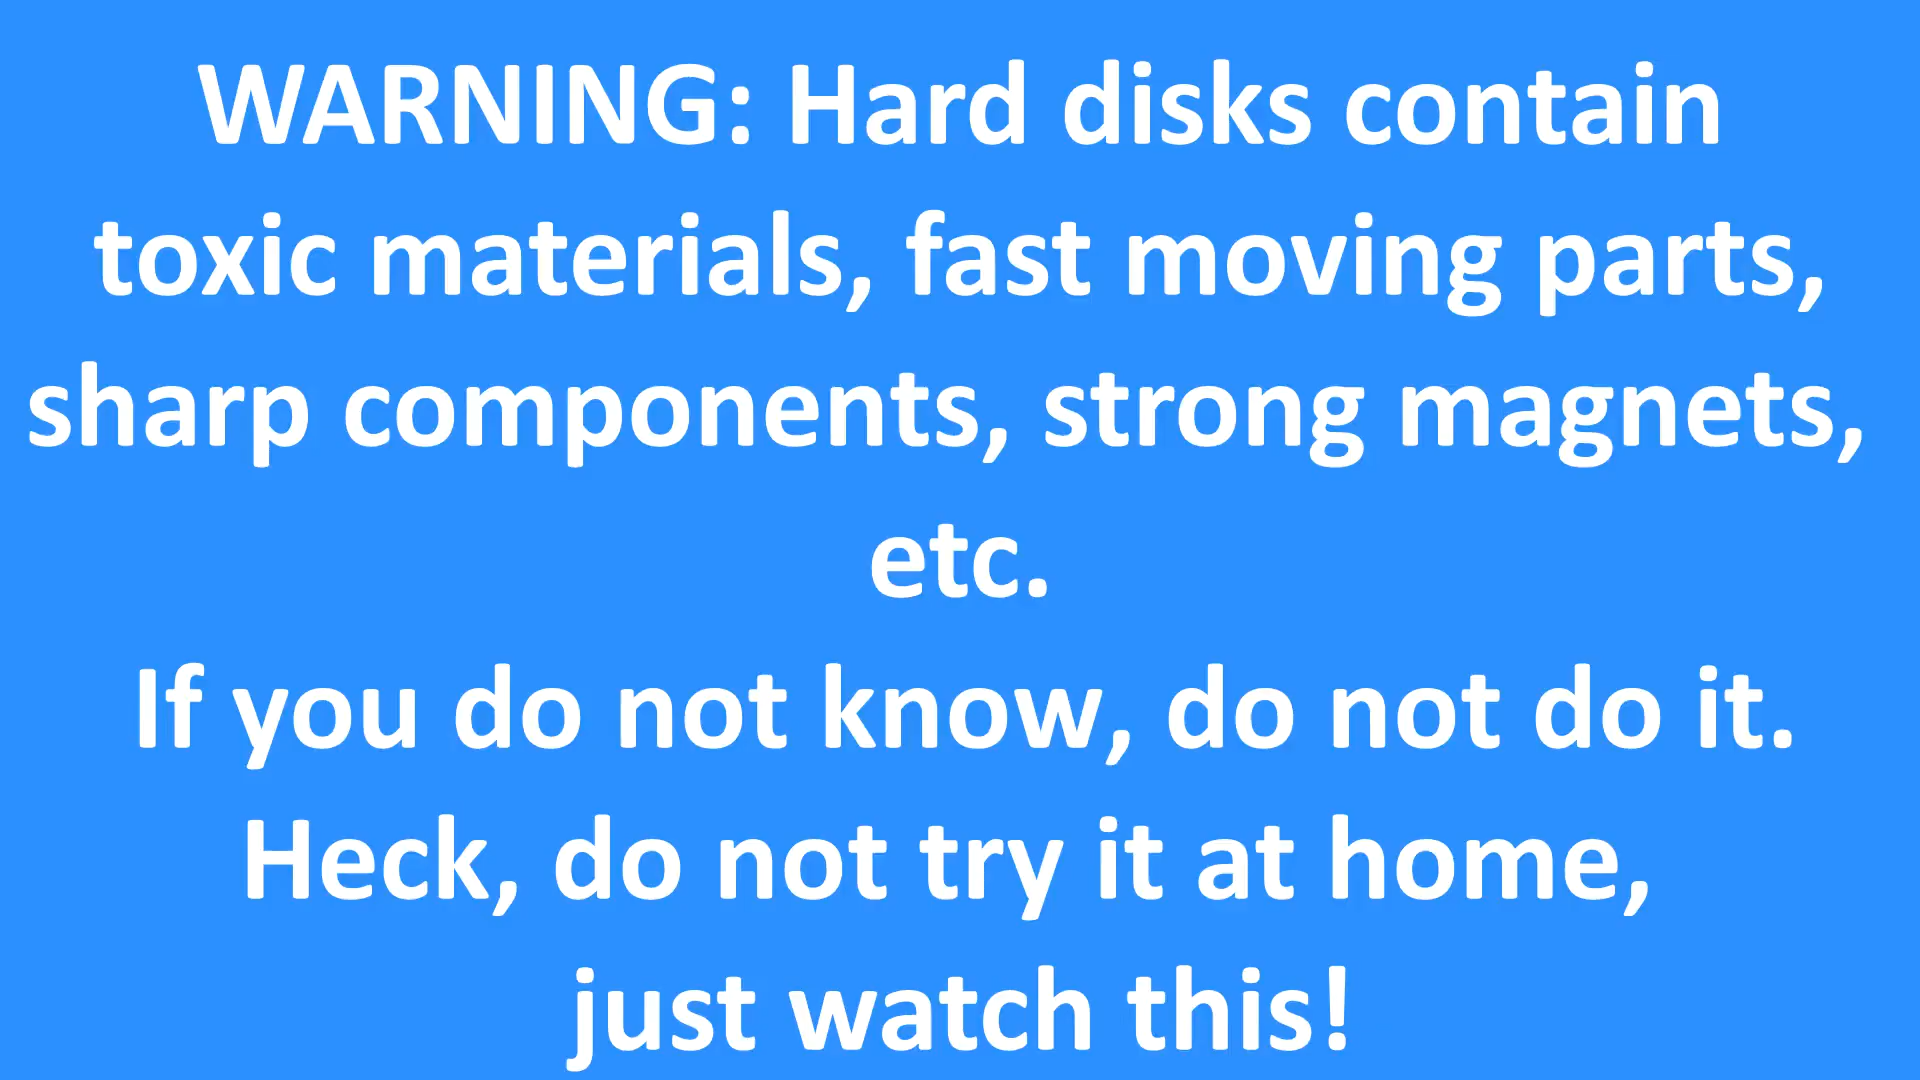 WARNING: Hard disks contain
toxic materials, fast moving parts,
sharp components, strong magnets,
etc.
If you do not know, do not do it.
Heck, do not try it at home,
just watch this!